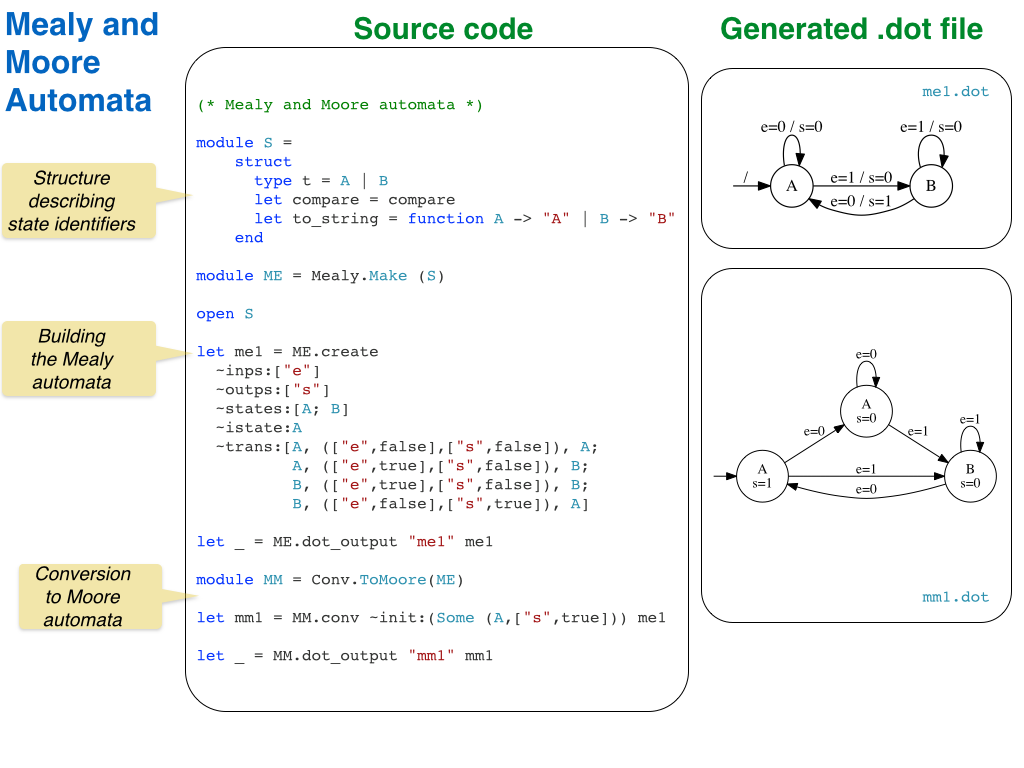 Mealy and
Moore
Automata
Source code
Generated .dot file
Structure
describing
state identifiers
Building
the Mealy
automata
Conversion
to Moore
automata
(* Mealy and Moore automata *)
module S =
    struct
      type t = A | B
      let compare = compare
      let to_string = function A -> "A" | B -> "B"
    end
module ME = Mealy.Make (S)
open S
let me1 = ME.create
  ~inps:["e"]
  ~outps:["s"]
  ~states:[A; B]
  ~istate:A
  ~trans:[A, (["e",false],["s",false]), A;
          A, (["e",true],["s",false]), B;
          B, (["e",true],["s",false]), B;
          B, (["e",false],["s",true]), A]
let _ = ME.dot_output "me1" me1
module MM = Conv.ToMoore(ME)
let mm1 = MM.conv ~init:(Some (A,["s",true])) me1
let _ = MM.dot_output "mm1" mm1
me1.dot
e=0 / s=0
e=1 / s=0
/
A
e=1 / s=0
B
e=0 / s=1
e=0
A
s=0
e=0
e=1
e=1
A
s=1
e=1
e=0
B
s=0
mm1.dot